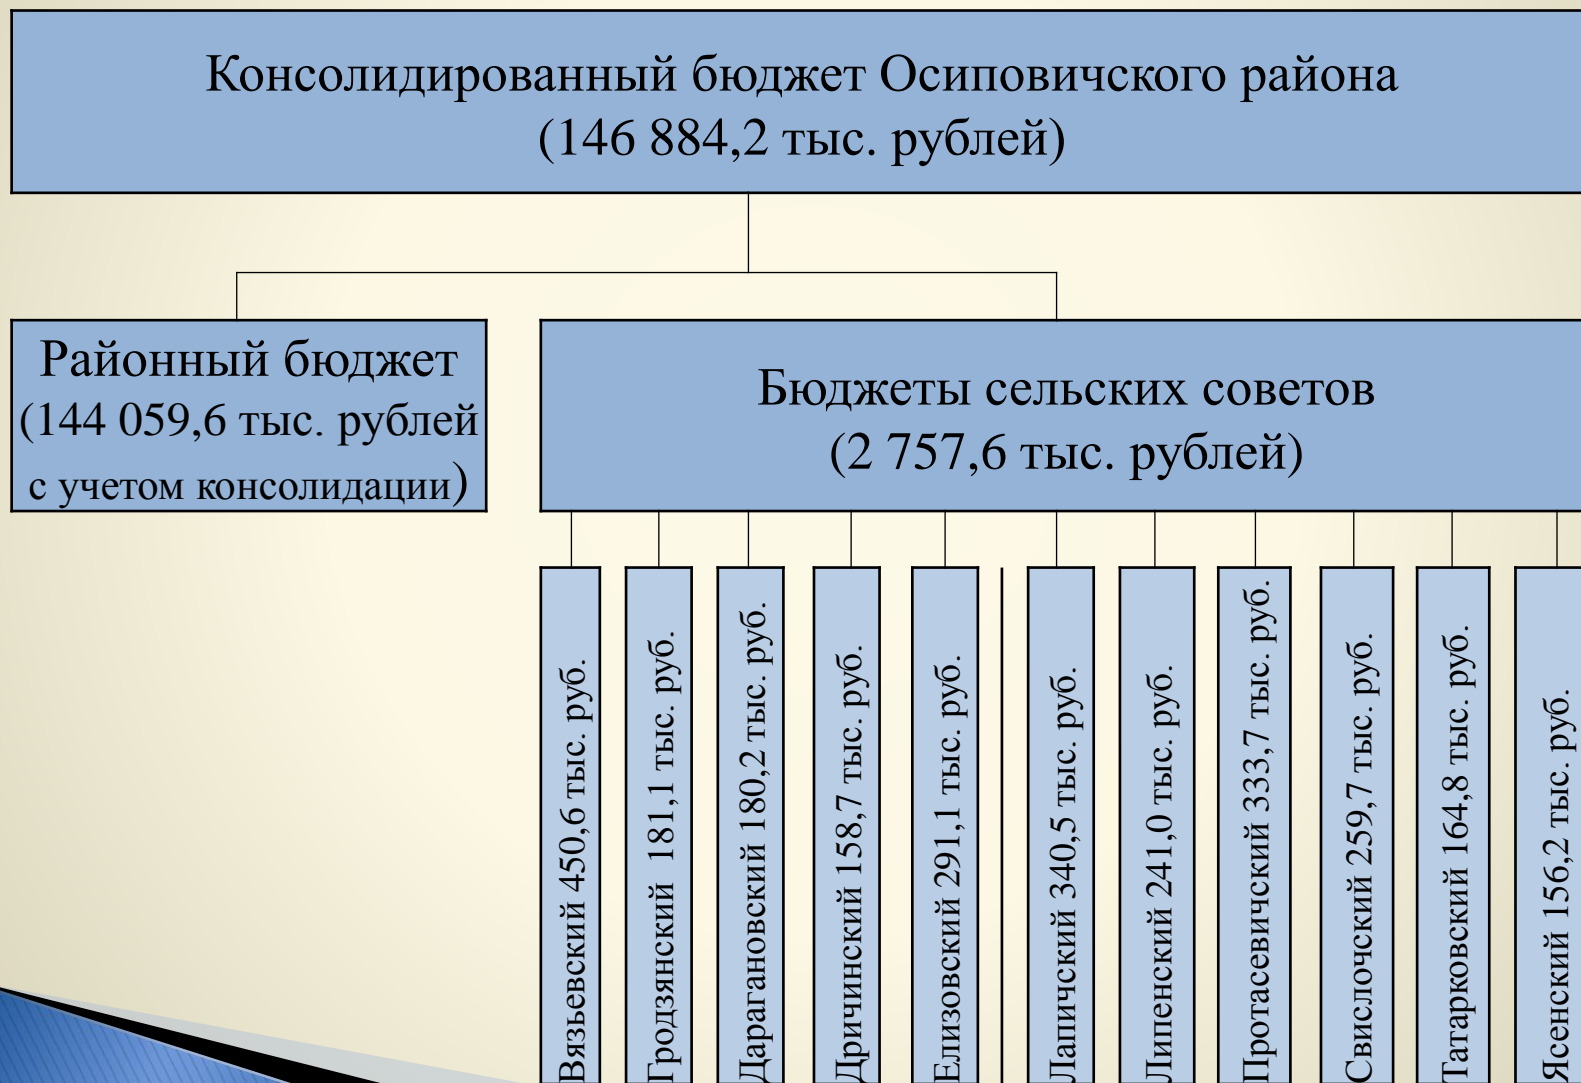 Консолидированный бюджет Осиповичского района
(146 884,2 тыс. рублей)
Районный бюджет
(144 059,6 тыс. рублей
с учетом консолидации)
Бюджеты сельских советов
(2 757,6 тыс. рублей)
Вязьевский 450,6 тыс. руб.
Гродзянский 181,1 тыс. руб.
Дарагановский 180,2 тыс. руб.
Дричинский 158,7 тыс. руб.
Елизовский 291,1 тыс. руб.
Лапичский 340,5 тыс. руб.
Липенский 241,0 тыс. руб.
Протасевичский 333,7 тыс. руб.
Свислочский 259,7 тыс. руб.
Татарковский 164,8 тыс. руб.
Ясенский 156,2 тыс. руб.